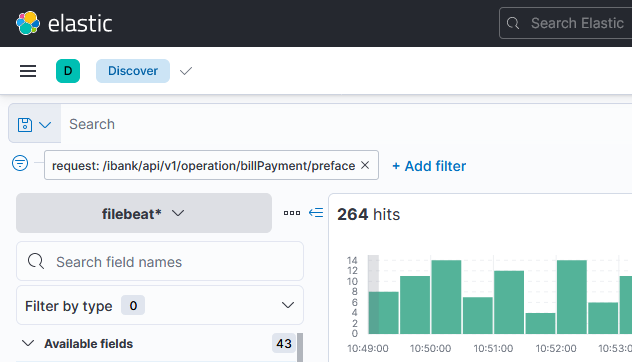 elastic
Search Elastic
D
Discover
Search
request: /ibank/api/v1/operation/billPayment/preface ×
+ Add filter
filebeat*
264 hits
Search field names
Filter by type 0
Available fields 43
14
12
10
8
6
4
2
0
10:49:00 10:50:00 10:51:00 10:52:00 10:53:0